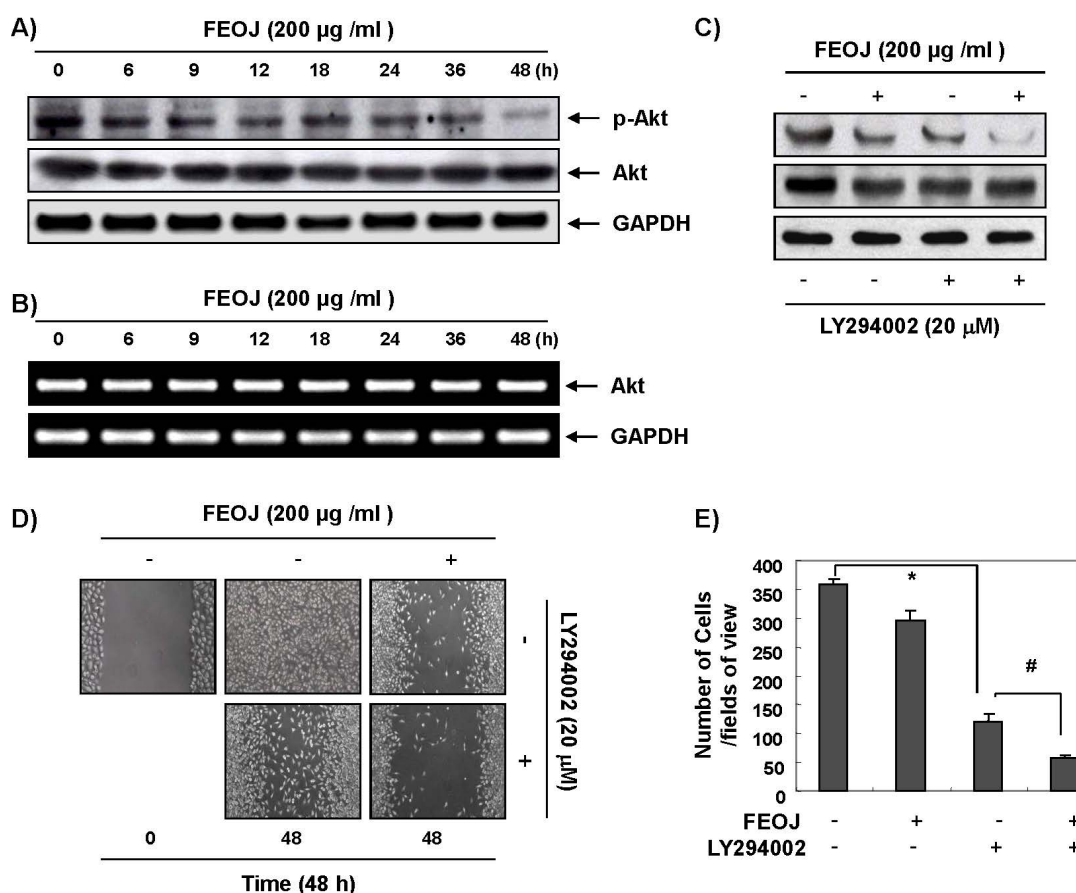 A)
FEOJ (200 µg /ml )
0 6 9 12 18 24 36 48 (h)
p-Akt
Akt
GAPDH
B)
FEOJ (200 µg /ml )
0 6 9 12 18 24 36 48 (h)
Akt
GAPDH
C)
FEOJ (200 µg /ml )
- + - +
- - + +
LY294002 (20 µM)
D)
FEOJ (200 µg /ml )
- - +
-
+
LY294002 (20 µM)
0 48 48
Time (48 h)
E)
Number of Cells
/fields of view
400
350
300
250
200
150
100
50
0
*
#
FEOJ - + - +
LY294002 - - + +